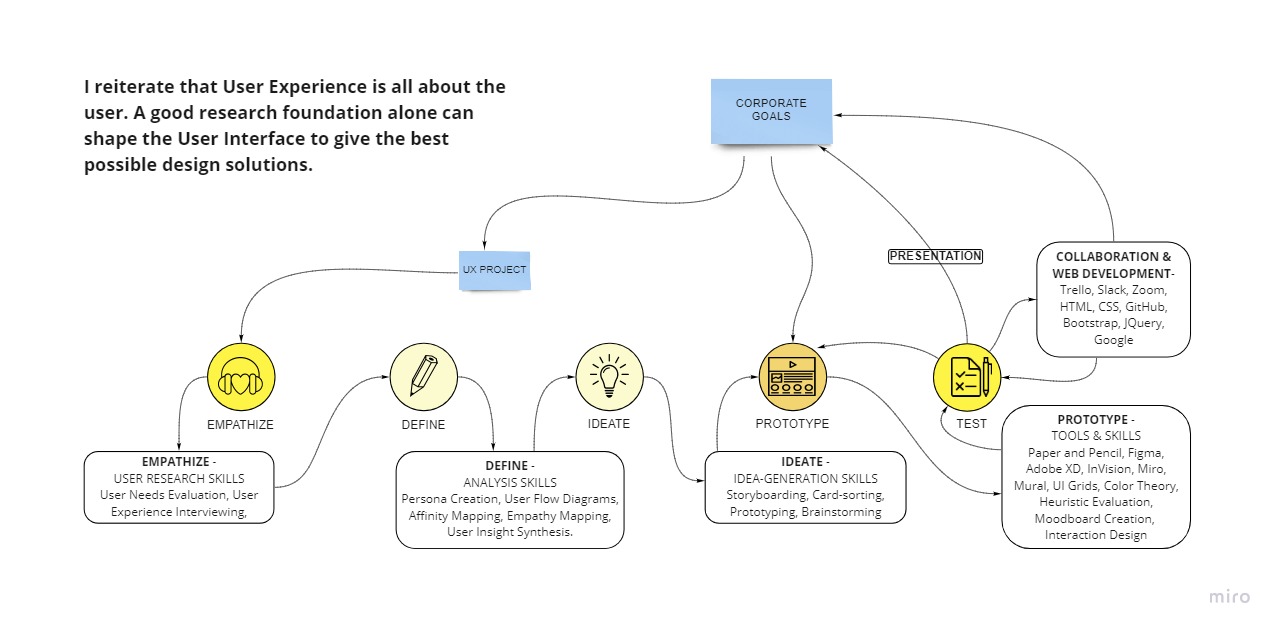 I reiterate that User Experience is all about the
user. A good research foundation alone can
shape the User Interface to give the best
possible design solutions.
CORPORATE
GOALS
UX PROJECT
PRESENTATION
COLLABORATION &
WEB DEVELOPMENT-
Trello, Slack, Zoom,
HTML, CSS, GitHub,
Bootstrap, JQuery,
Google
EMPATHIZE
DEFINE
IDEATE
PROTOTYPE
TEST
EMPATHIZE -
USER RESEARCH SKILLS
User Needs Evaluation, User
Experience Interviewing,
DEFINE -
ANALYSIS SKILLS
Persona Creation, User Flow Diagrams,
Affinity Mapping, Empathy Mapping,
User Insight Synthesis.
IDEATE -
IDEA-GENERATION SKILLS
Storyboarding, Card-sorting,
Prototyping, Brainstorming
PROTOTYPE -
TOOLS & SKILLS
Paper and Pencil, Figma,
Adobe XD, InVision, Miro,
Mural, UI Grids, Color Theory,
Heuristic Evaluation,
Moodboard Creation,
Interaction Design
miro